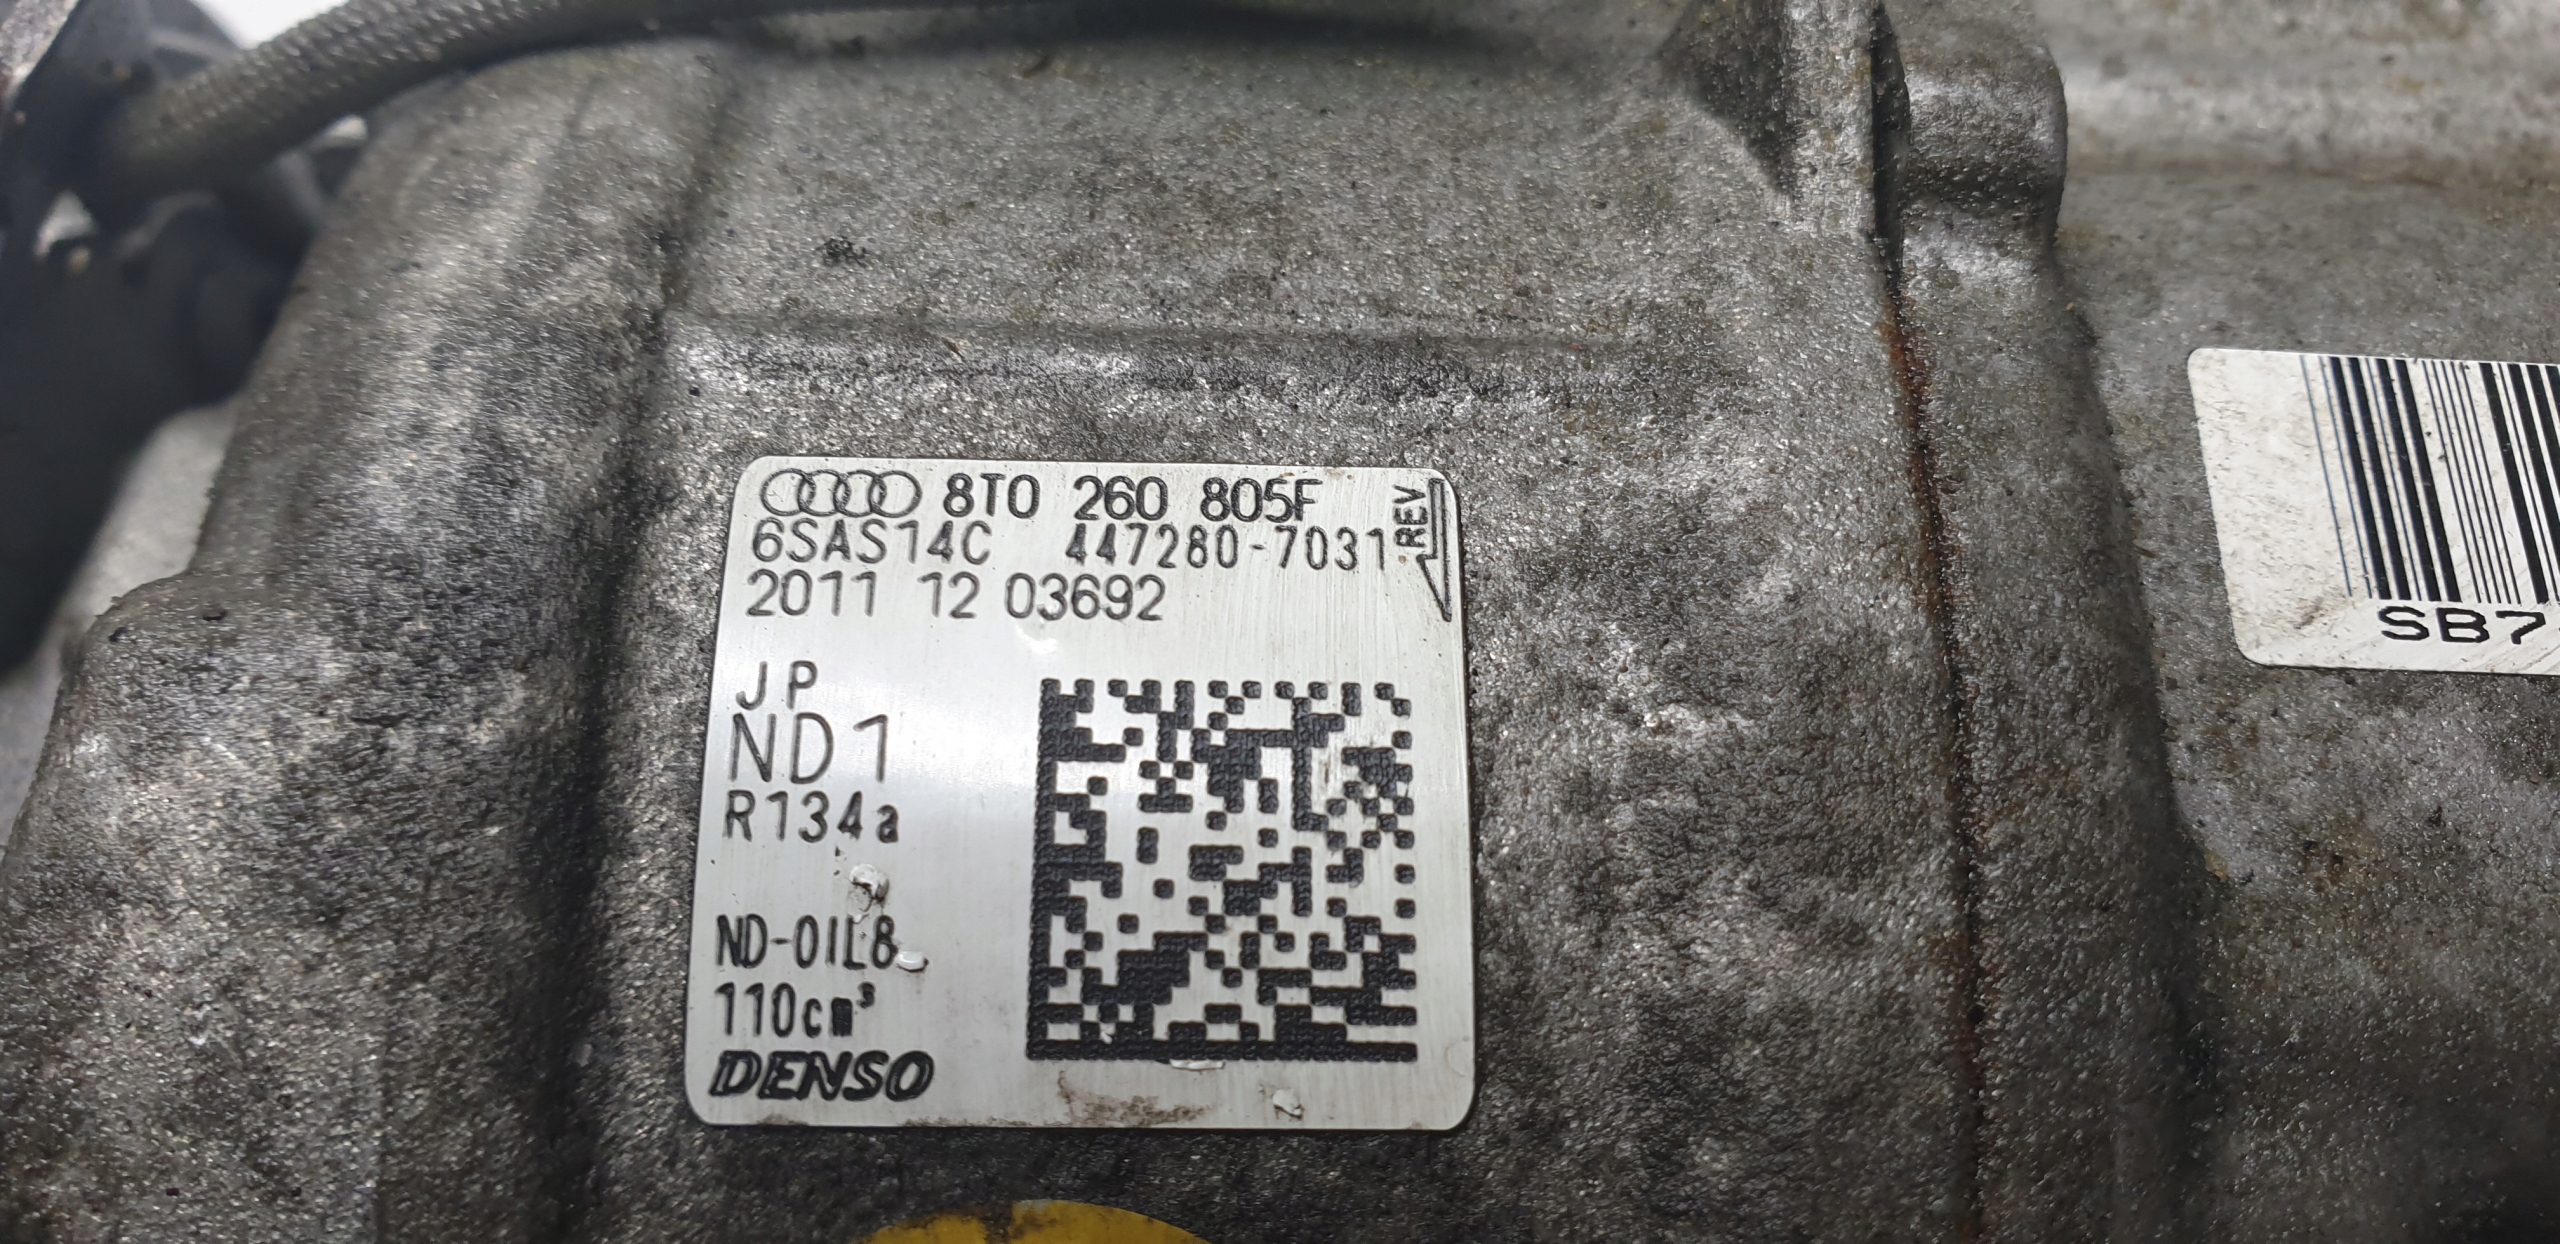 8T0 260 805F
6SAS14C 447280-7031
REV
2011 12 03692
JP
ND1
R134a
ND-OIL8
110cm³
DENSO
SB7